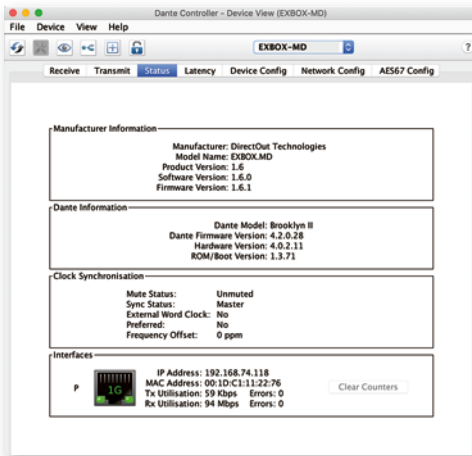 Dante Controller - Device View (EXBOX-MD)
File Device View Help
EXBOX-MD
?
Receive Transmit Status Latency Device Config Network Config AES67 Config
Manufacturer Information
Manufacturer: DirectOut Technologies
Model Name: EXBOX.MD
Product Version: 1.6
Software Version: 1.6.0
Firmware Version: 1.6.1
Dante Information
Dante Model: Brooklyn II
Dante Firmware Version: 4.2.0.28
Hardware Version: 4.0.2.11
ROM/Boot Version: 1.3.71
Clock Synchronisation
Mute Status: Unmuted
Sync Status: Master
External Word Clock: No
Preferred: No
Frequency Offset: 0 ppm
Interfaces
P 1G
IP Address: 192.168.74.118
MAC Address: 00:1D:C1:11:22:76
Tx Utilisation: 59 Kbps Errors: 0
Rx Utilisation: 94 Mbps Errors: 0
Clear Counters